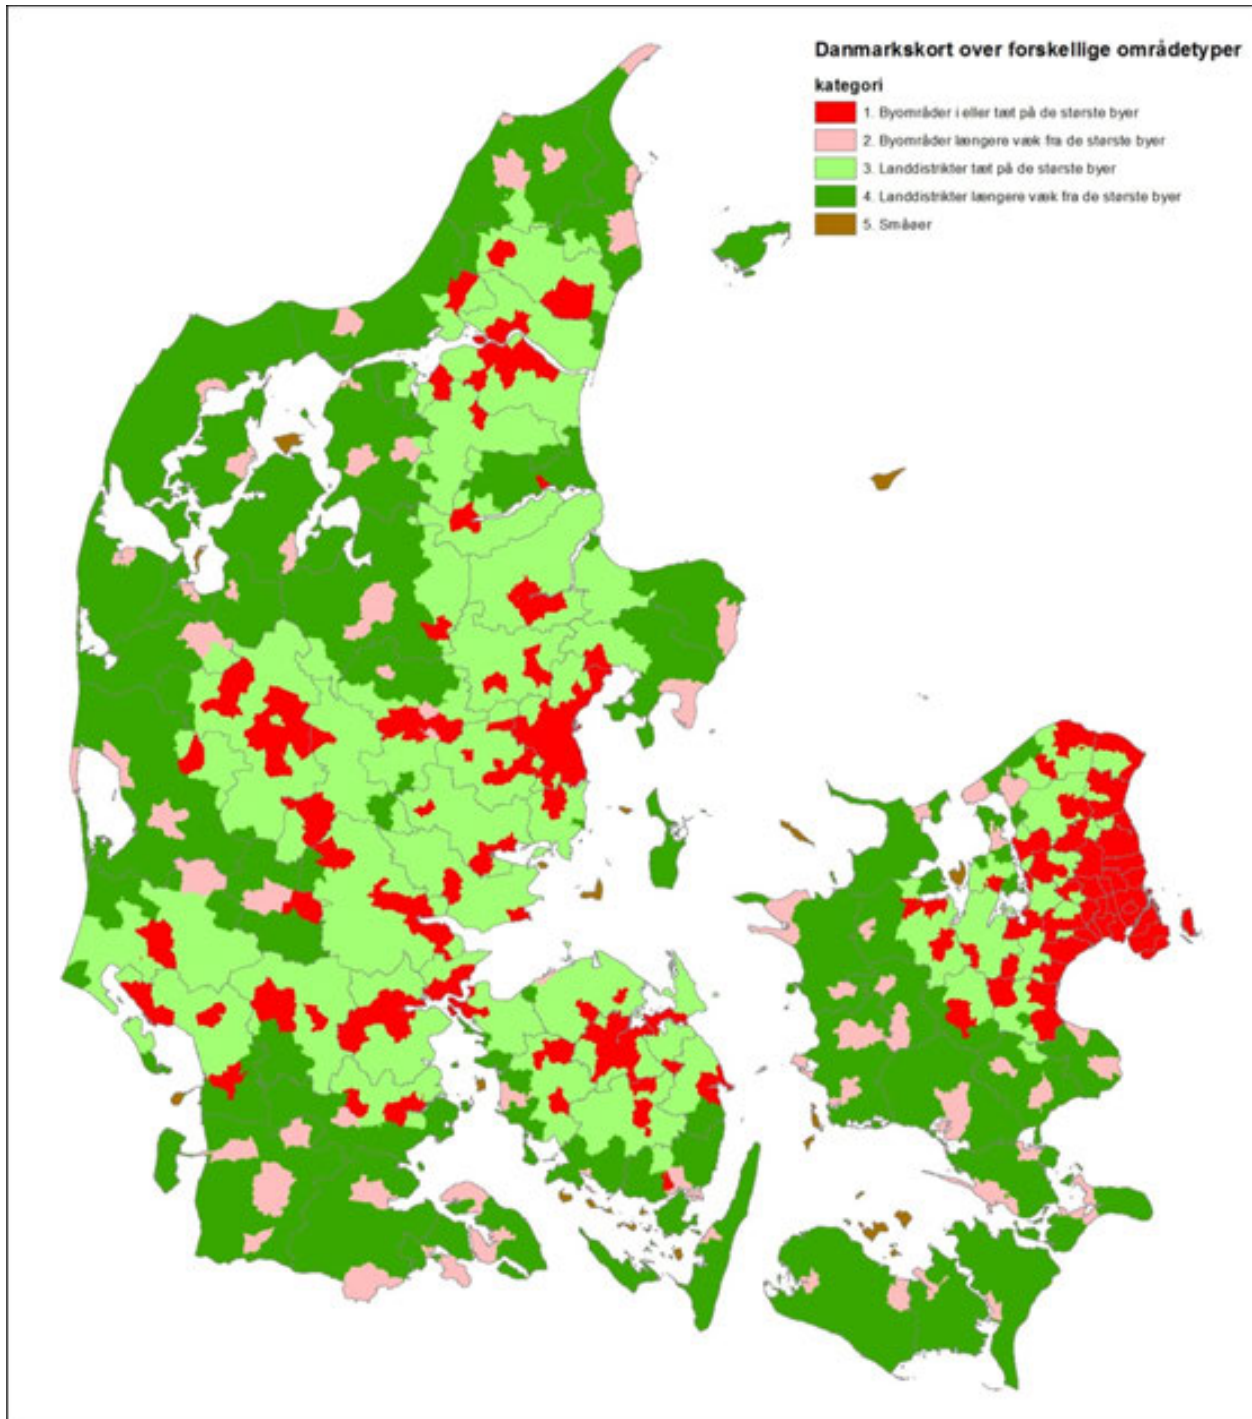 Danmarkskort over forskellige områdetyper
kategori
1. Byområder i eller tæt på de største byer
2. Byområder længere væk fra de største byer
3. Landdistrikter tæt på de største byer
4. Landdistrikter længere væk fra de største byer
5. Småøer